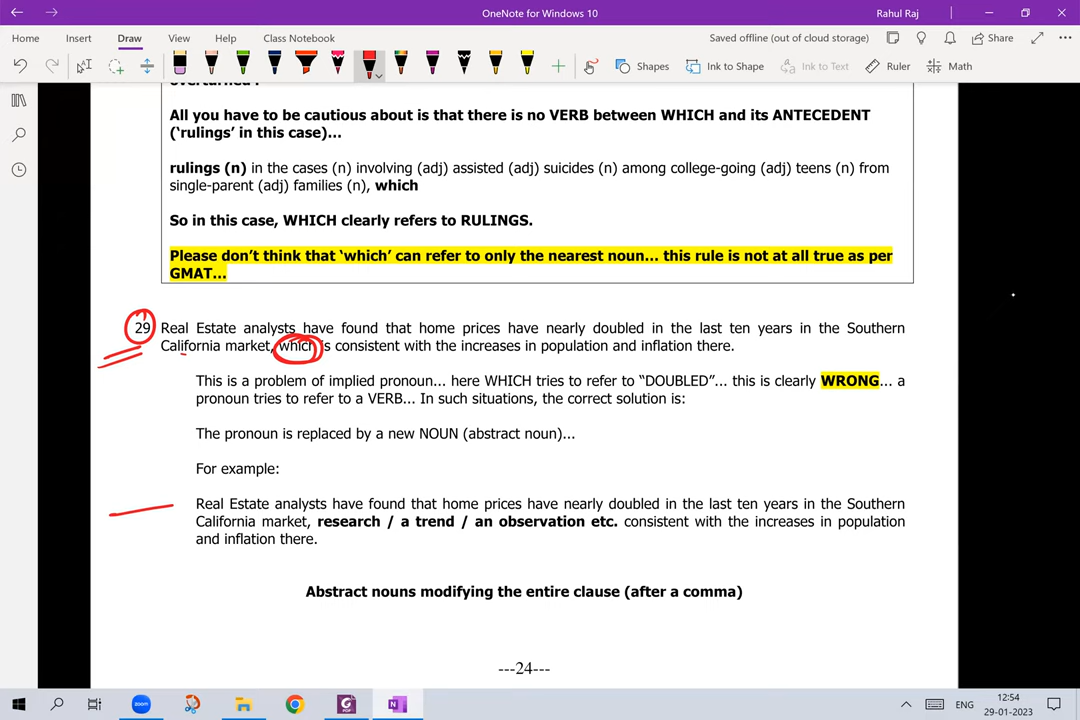 OneNote for Windows 10
Rahul Raj
Home Insert Draw View Help Class Notebook
Saved offline (out of cloud storage)
Share
Shapes
Ink to Shape
Ink to Text
Ruler
Math
All you have to be cautious about is that there is no VERB between WHICH and its ANTECEDENT
(‘rulings’ in this case)...
rulings (n) in the cases (n) involving (adj) assisted (adj) suicides (n) among college-going (adj) teens (n) from
single-parent (adj) families (n), which
So in this case, WHICH clearly refers to RULINGS.
Please don’t think that ‘which’ can refer to only the nearest noun... this rule is not at all true as per
GMAT...
29 Real Estate analysts have found that home prices have nearly doubled in the last ten years in the Southern
California market, which is consistent with the increases in population and inflation there.
This is a problem of implied pronoun... here WHICH tries to refer to “DOUBLED”... this is clearly WRONG... a
pronoun tries to refer to a VERB... In such situations, the correct solution is:
The pronoun is replaced by a new NOUN (abstract noun)...
For example:
Real Estate analysts have found that home prices have nearly doubled in the last ten years in the Southern
California market, research / a trend / an observation etc. consistent with the increases in population
and inflation there.
Abstract nouns modifying the entire clause (after a comma)
---24---
zoom
PDF
ENG
12:54
29-01-2023